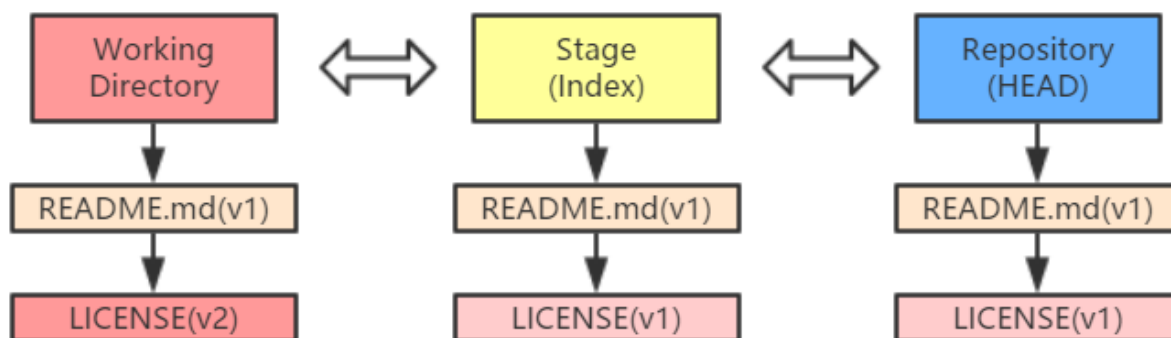 Working
Directory
Stage
(Index)
Repository
(HEAD)
README.md(v1)
README.md(v1)
README.md(v1)
LICENSE(v2)
LICENSE(v1)
LICENSE(v1)